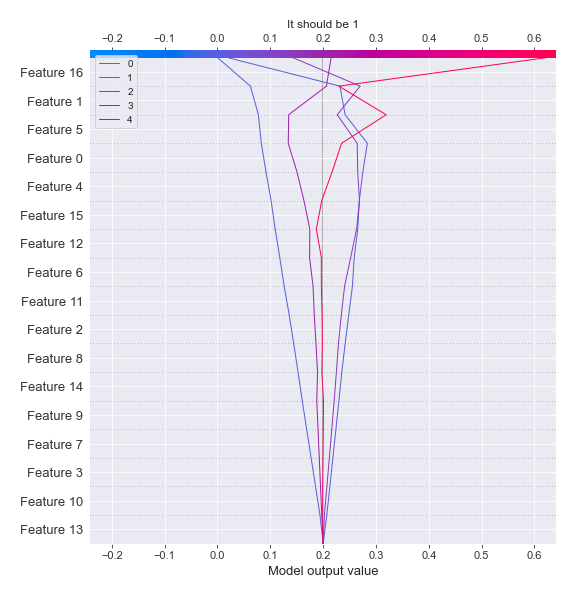 It should be 1
−0.2 −0.1 0.0 0.1 0.2 0.3 0.4 0.5 0.6
0
1
2
3
4
Feature 16
Feature 1
Feature 5
Feature 0
Feature 4
Feature 15
Feature 12
Feature 6
Feature 11
Feature 2
Feature 8
Feature 14
Feature 9
Feature 7
Feature 3
Feature 10
Feature 13
−0.2 −0.1 0.0 0.1 0.2 0.3 0.4 0.5 0.6
Model output value